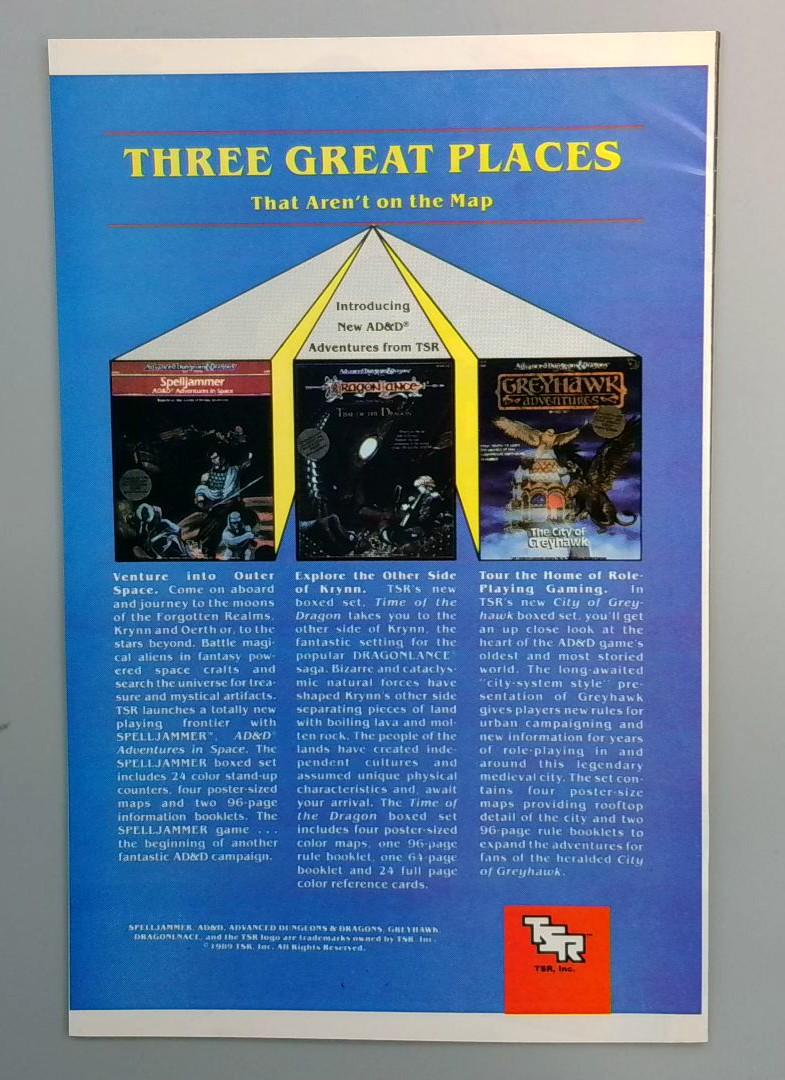 THREE GREAT PLACES
That Aren't on the Map
Introducing
New AD&D®
Adventures from TSR
Advanced Dungeons & Dragons
Spelljammer
AD&D® Adventures in Space
Advanced Dungeons & Dragons
DRAGONLANCE
TIME OF THE DRAGON
Advanced Dungeons & Dragons
GREYHAWK
ADVENTURES
The City of
Greyhawk
Venture into Outer
Space. Come on aboard
and journey to the moons
of the Forgotten Realms,
Krynn and Oerth or, to the
stars beyond. Battle magi-
cal aliens in fantasy pow-
ered space crafts and
search the universe for trea-
sure and mystical artifacts.
TSR launches a totally new
playing frontier with
SPELLJAMMER™, AD&D®
Adventures in Space. The
SPELLJAMMER boxed set
includes 24 color stand-up
counters, four poster-sized
maps and two 96-page
information booklets. The
SPELLJAMMER game . . .
the beginning of another
fantastic AD&D campaign.
Explore the Other Side
of Krynn. TSR's new
boxed set, Time of the
Dragon takes you to the
other side of Krynn, the
fantastic setting for the
popular DRAGONLANCE®
saga. Bizarre and cataclys-
mic natural forces have
shaped Krynn's other side
separating pieces of land
with boiling lava and mol-
ten rock. The people of the
lands have created inde-
pendent cultures and
assumed unique physical
characteristics and, await
your arrival. The Time of
the Dragon boxed set
includes four poster-sized
color maps, one 96-page
rule booklet, one 64-page
booklet and 24 full page
color reference cards.
Tour the Home of Role-
Playing Gaming. In
TSR's new City of Grey-
hawk boxed set, you'll get
an up close look at the
heart of the AD&D game's
oldest and most storied
world. The long-awaited
"city-system style" pre-
sentation of Greyhawk
gives players new rules for
urban campaigning and
new information for years
of role-playing in and
around this legendary
medieval city. The set con-
tains four poster-size
maps providing rooftop
detail of the city and two
96-page rule booklets to
expand the adventures for
fans of the heralded City
of Greyhawk.
SPELLJAMMER, AD&D, ADVANCED DUNGEONS & DRAGONS, GREYHAWK
DRAGONLNACE, and the TSR logo are trademarks owned by TSR, Inc.
©1989 TSR, Inc. All Rights Reserved.
TSR™
TSR, Inc.